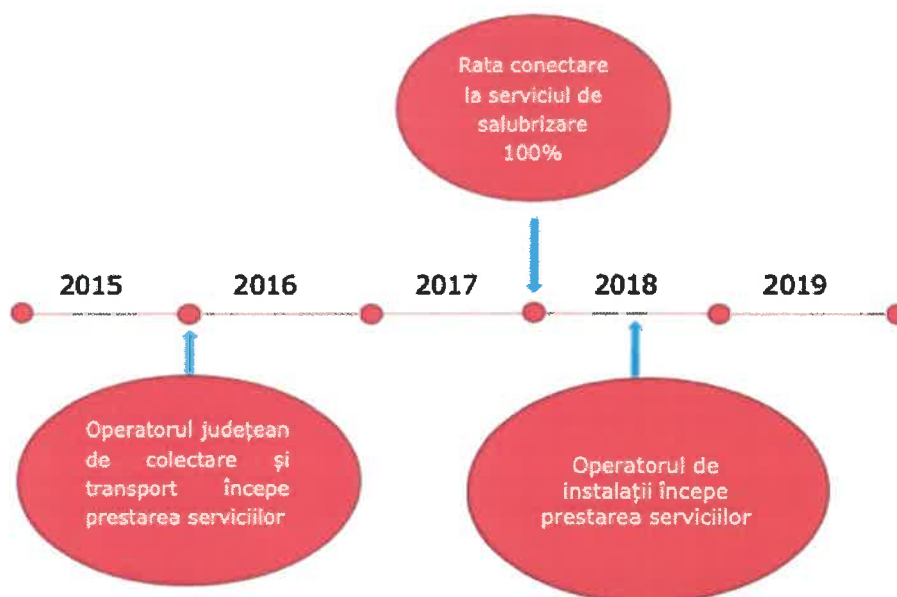 Rata conectare
la serviciul de
salubrizare
100%
2015 2016 2017 2018 2019
Operatorul județean
de colectare și
transport începe
prestarea serviciilor
Operatorul de
instalații începe
prestarea serviciilor